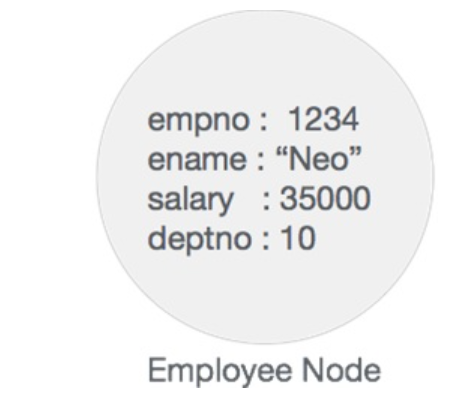 empno :  1234
ename : “Neo”
salary   : 35000
deptno : 10
Employee Node